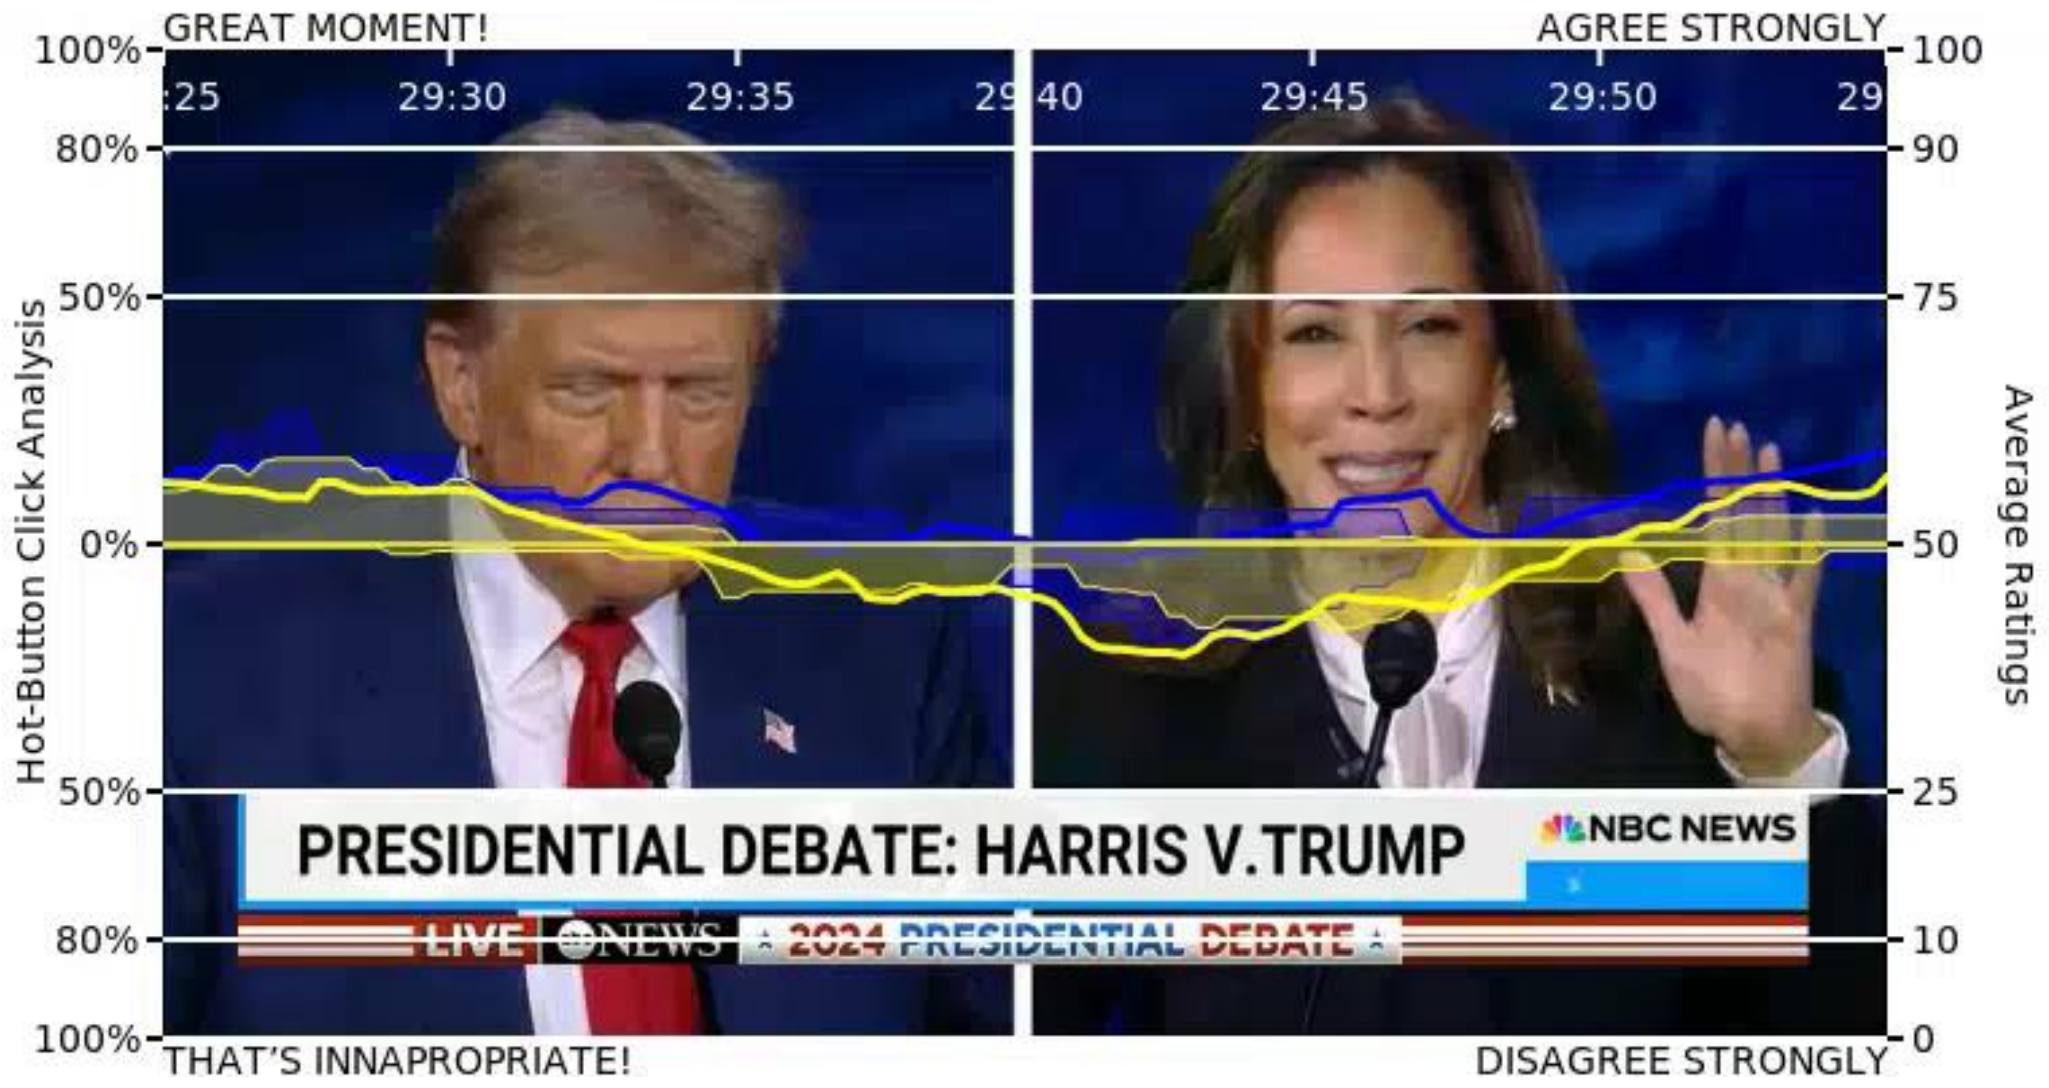 GREAT MOMENT! AGREE STRONGLY
100% 100
:25 29:30 29:35 29:40 29:45 29:50 29
80% 90
50% 75
Hot-Button Click Analysis
Average Ratings
0% 50
50% 25
PRESIDENTIAL DEBATE: HARRIS V.TRUMP
NBC NEWS
LIVE abc NEWS 2024 PRESIDENTIAL DEBATE
80% 10
100% 0
THAT'S INNAPROPRIATE! DISAGREE STRONGLY